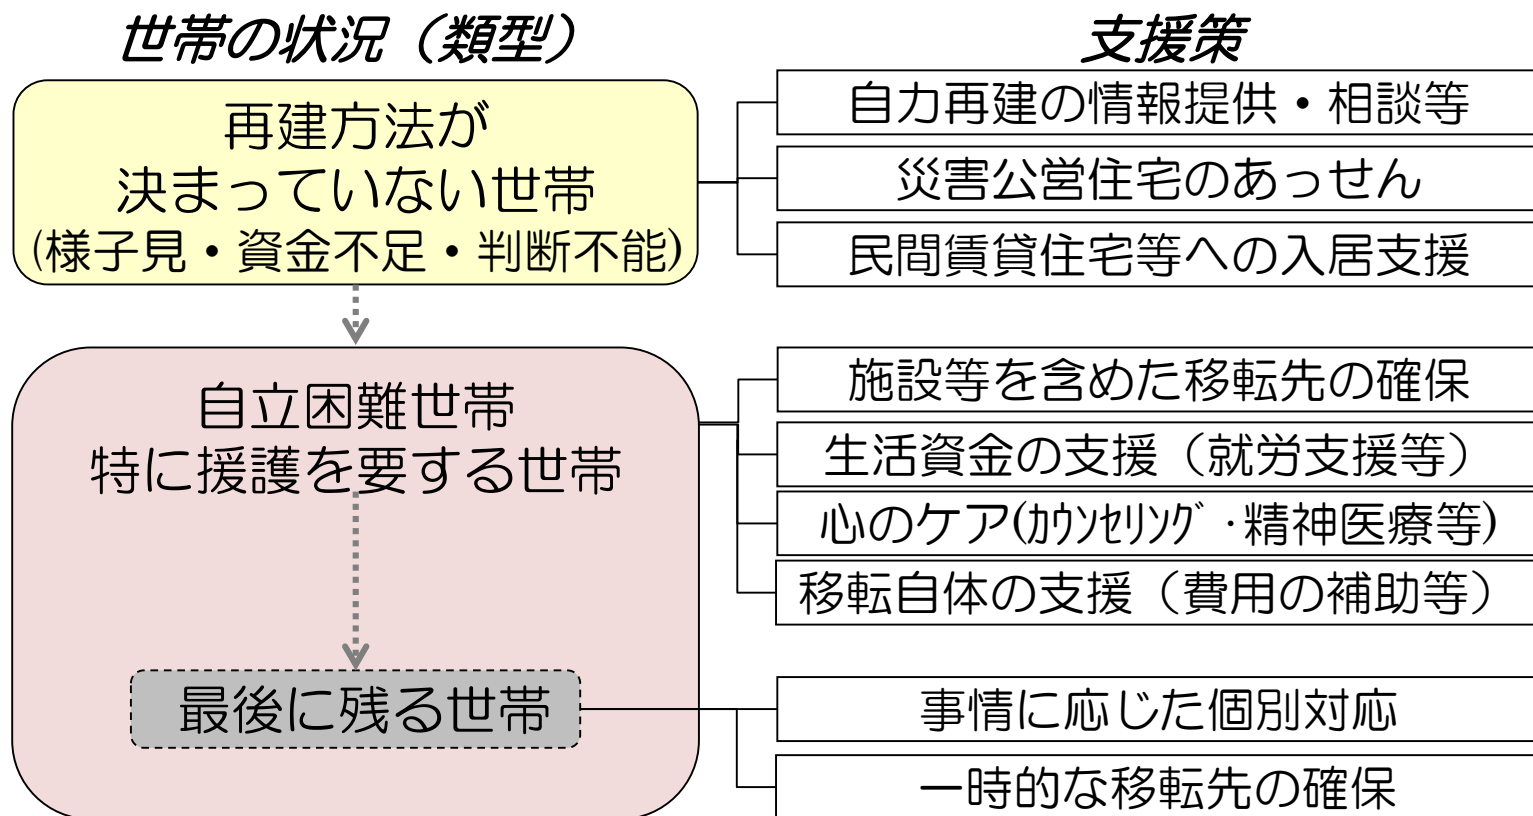 世帯の状況（類型）
支援策
再建方法が
決まっていない世帯
(様子見・資金不足・判断不能)
自力再建の情報提供・相談等
災害公営住宅のあっせん
民間賃貸住宅等への入居支援
自立困難世帯
特に援護を要する世帯
施設等を含めた移転先の確保
生活資金の支援（就労支援等）
心のケア(ｶｳﾝｾﾘﾝｸﾞ・精神医療等)
移転自体の支援（費用の補助等）
最後に残る世帯
事情に応じた個別対応
一時的な移転先の確保